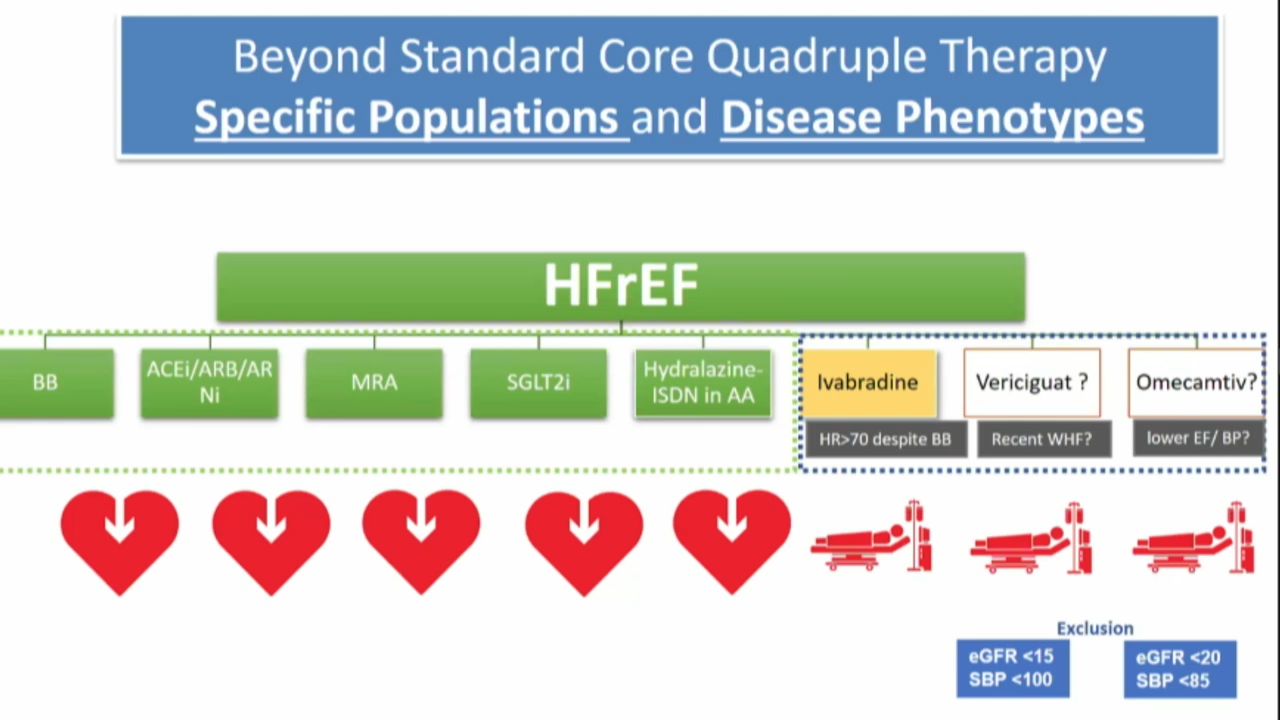 Beyond Standard Core Quadruple Therapy
Specific Populations and Disease Phenotypes
HFrEF
BB
ACEi/ARB/AR
Ni
MRA
SGLT2i
Hydralazine-
ISDN in AA
Ivabradine
Vericiguat ?
Omecamtiv?
HR>70 despite BB
Recent WHF?
lower EF/ BP?
Exclusion
eGFR <15
SBP <100
eGFR <20
SBP <85